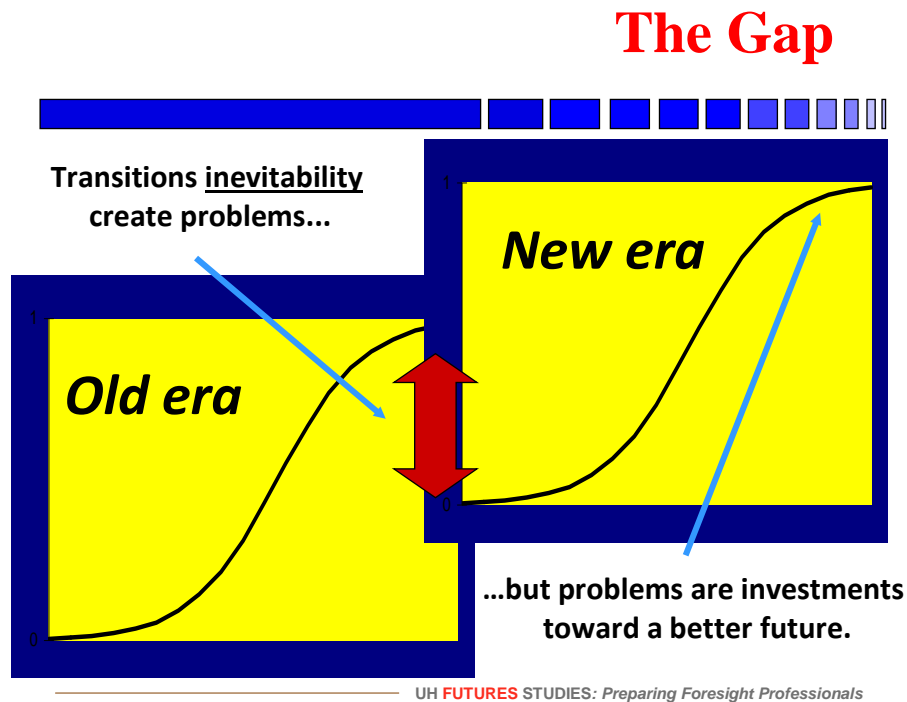 The Gap
Transitions inevitability
create problems...
1
New era
1
Old era
0
0
…but problems are investments
toward a better future.
UH FUTURES STUDIES: Preparing Foresight Professionals